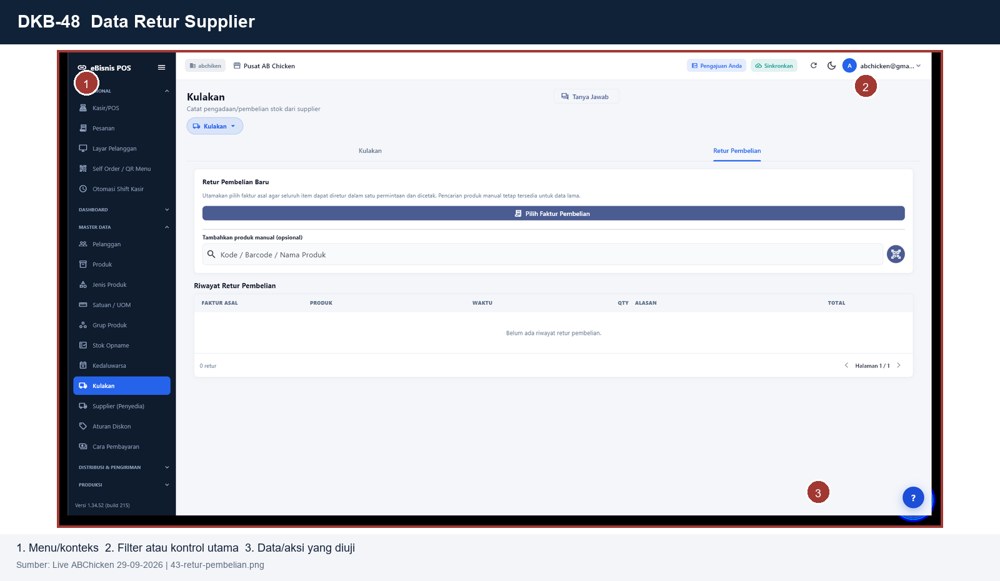 DKB-48 Data Retur Supplier
eBisnis POS
1
IONAL
Kasir/POS
Pesanan
Layar Pelanggan
Self Order / QR Menu
Otomasi Shift Kasir
DASHBOARD
MASTER DATA
Pelanggan
Produk
Jenis Produk
Satuan / UOM
Grup Produk
Stok Opname
Kedaluwarsa
Kulakan
Supplier (Penyedia)
Aturan Diskon
Cara Pembayaran
DISTRIBUSI & PENGIRIMAN
PRODUKSI
Versi 1.34.52 (build 215)
abchiken Pusat AB Chicken Pengajuan Anda Sinkronkan A abchicken@gma...
2
Kulakan
Catat pengadaan/pembelian stok dari supplier
Tanya Jawab
Kulakan
Kulakan Retur Pembelian
Retur Pembelian Baru
Utamakan pilih faktur asal agar seluruh item dapat diretur dalam satu permintaan dan dicetak. Pencarian produk manual tetap tersedia untuk data lama.
Pilih Faktur Pembelian
Tambahkan produk manual (opsional)
Kode / Barcode / Nama Produk
Riwayat Retur Pembelian
FAKTUR ASAL PRODUK WAKTU QTY ALASAN TOTAL
Belum ada riwayat retur pembelian.
0 retur Halaman 1 / 1
3
?
1. Menu/konteks 2. Filter atau kontrol utama 3. Data/aksi yang diuji
Sumber: Live ABChicken 29-09-2026 | 43-retur-pembelian.png